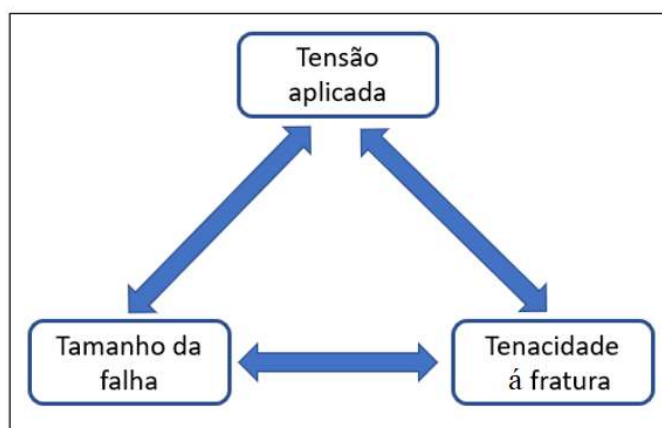 Tensão
aplicada
Tamanho da
falha
Tenacidade
á fratura